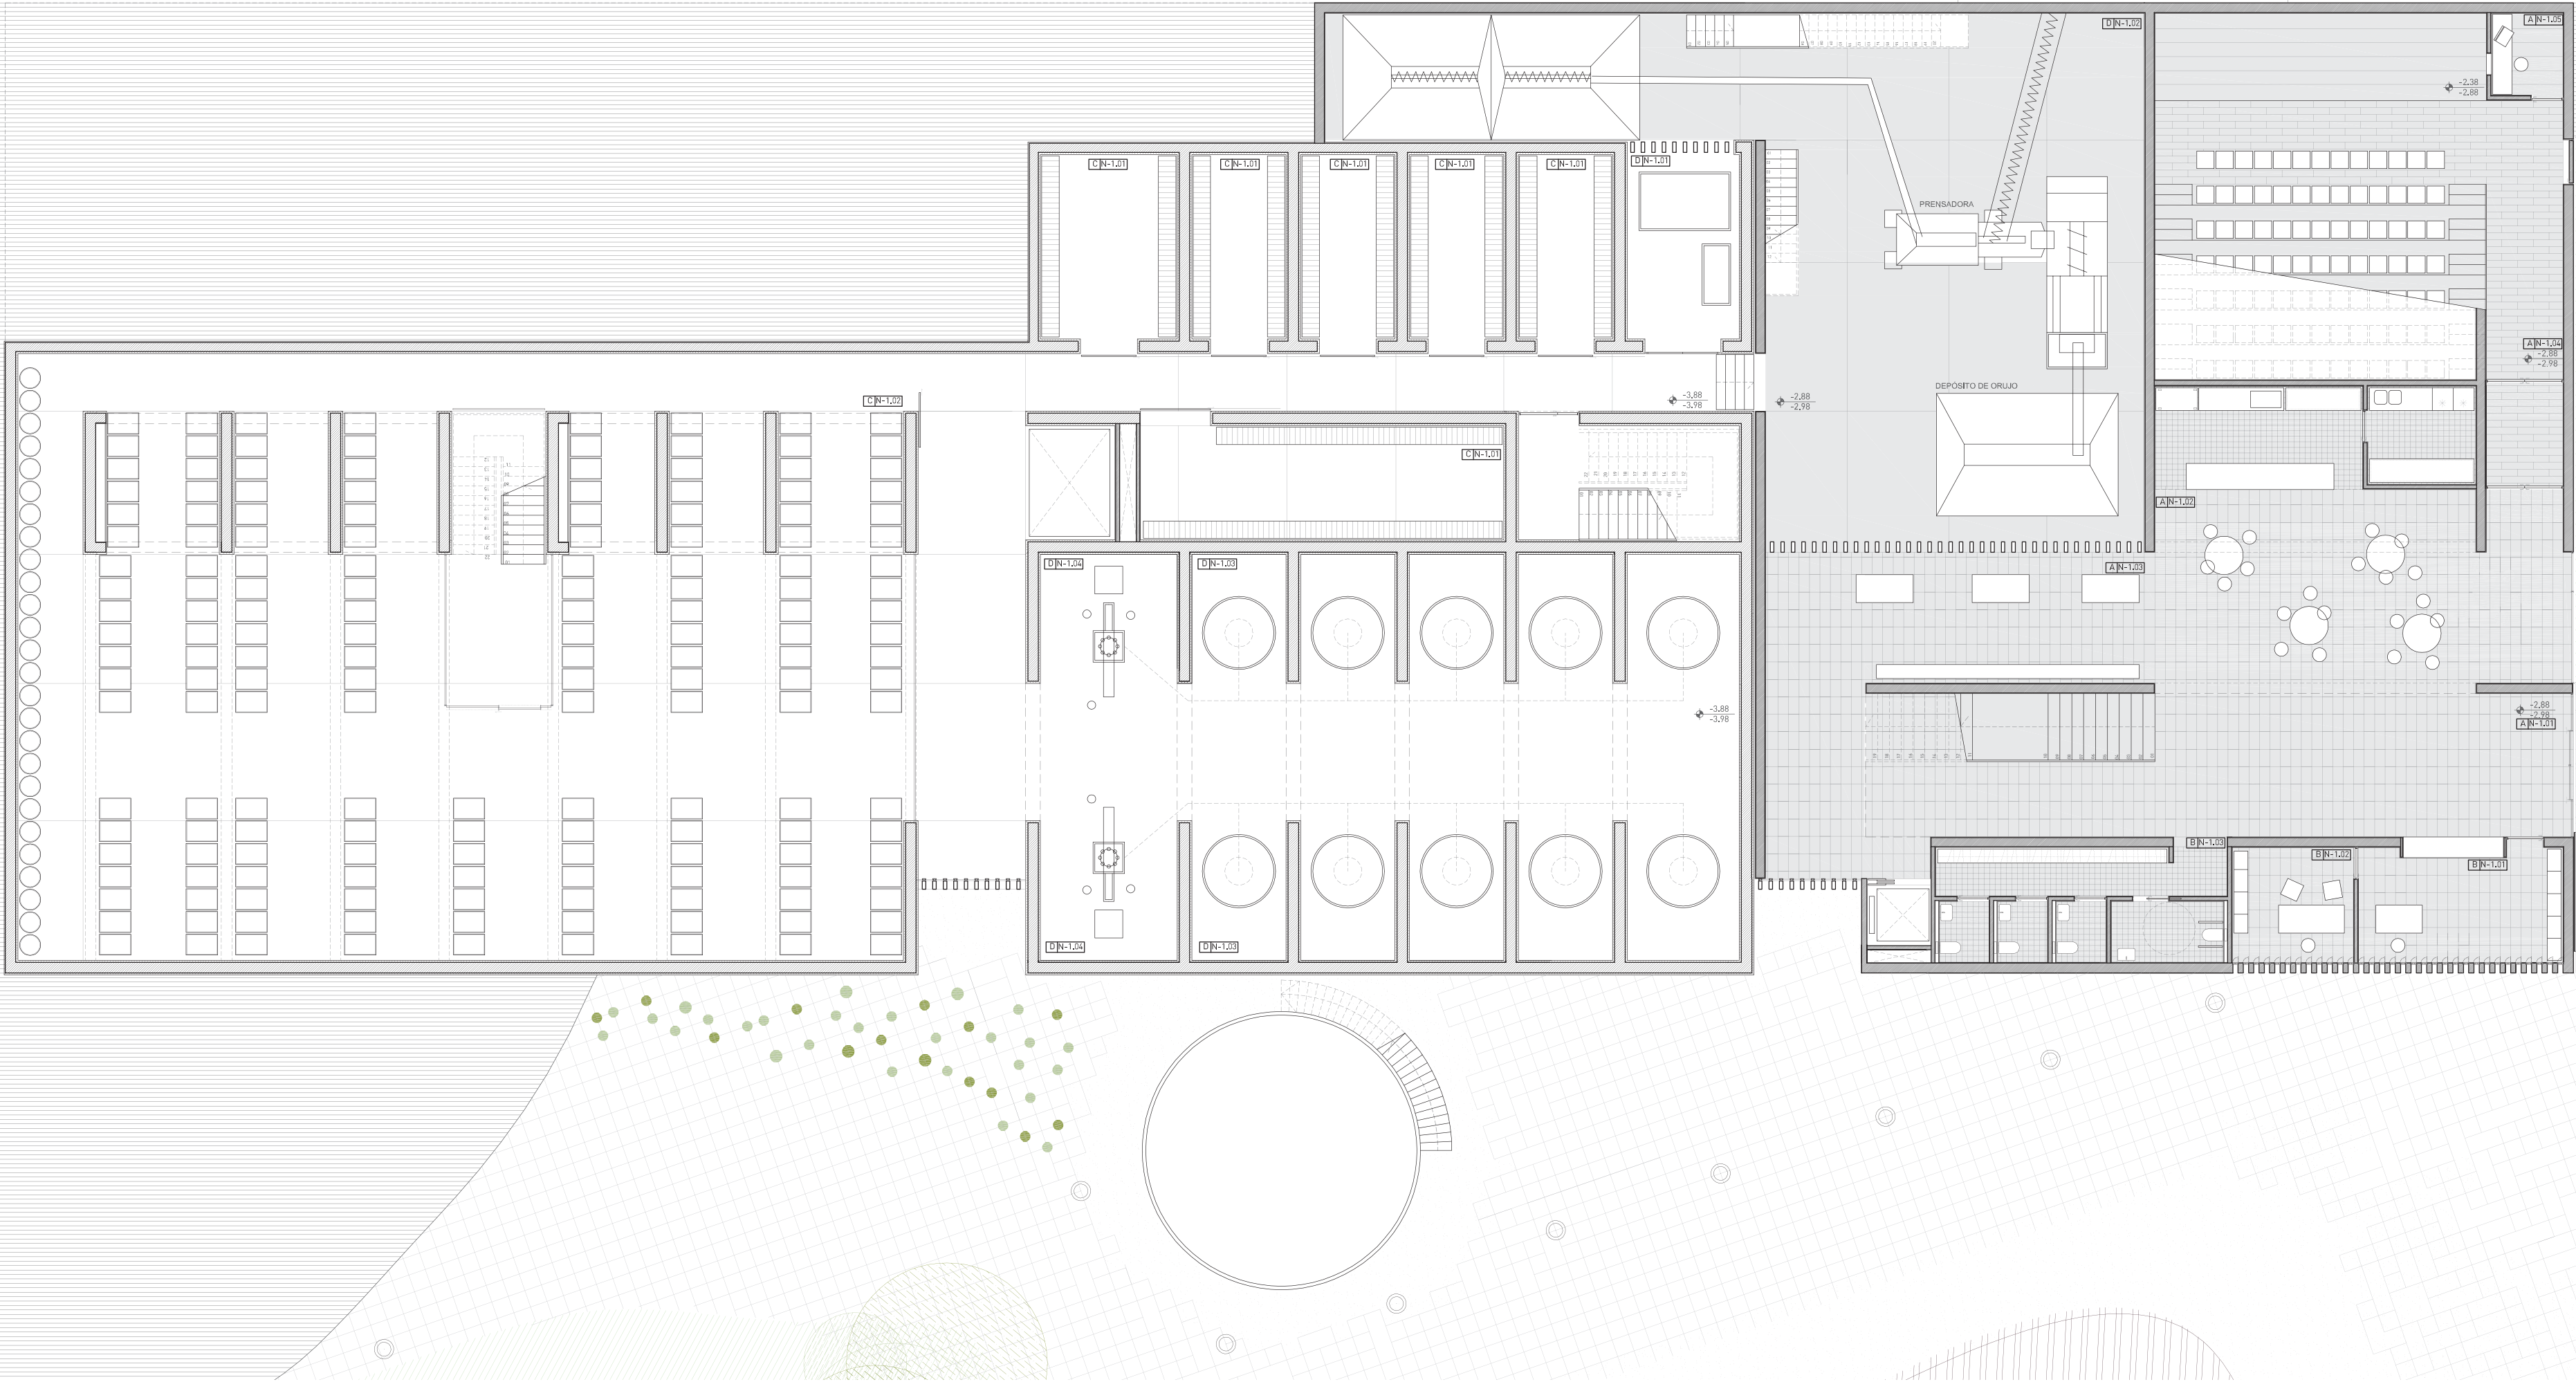 D N-1.02
A N-1.05
-2.38
-2.88
C N-1.01
C N-1.01
C N-1.01
C N-1.01
C N-1.01
D N-1.01
PRENSADORA
A N-1.04
-2.88
-2.98
DEPÓSITO DE ORUJO
C N-1.02
-3.88
-3.98
-2.88
-2.98
C N-1.01
A N-1.02
D N-1.04
D N-1.03
A N-1.03
-3.88
-3.98
-2.88
-2.98
A N-1.01
B N-1.03
B N-1.02
B N-1.01
D N-1.04
D N-1.03